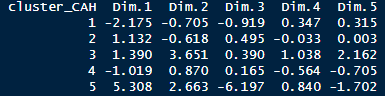 cluster_CAH Dim.1 Dim.2 Dim.3 Dim.4 Dim.5
1 -2.175 -0.705 -0.919 0.347 0.315
2 1.132 -0.618 0.495 -0.033 0.003
3 1.390 3.651 0.390 1.038 2.162
4 -1.019 0.870 0.165 -0.564 -0.705
5 5.308 2.663 -6.197 0.840 -1.702